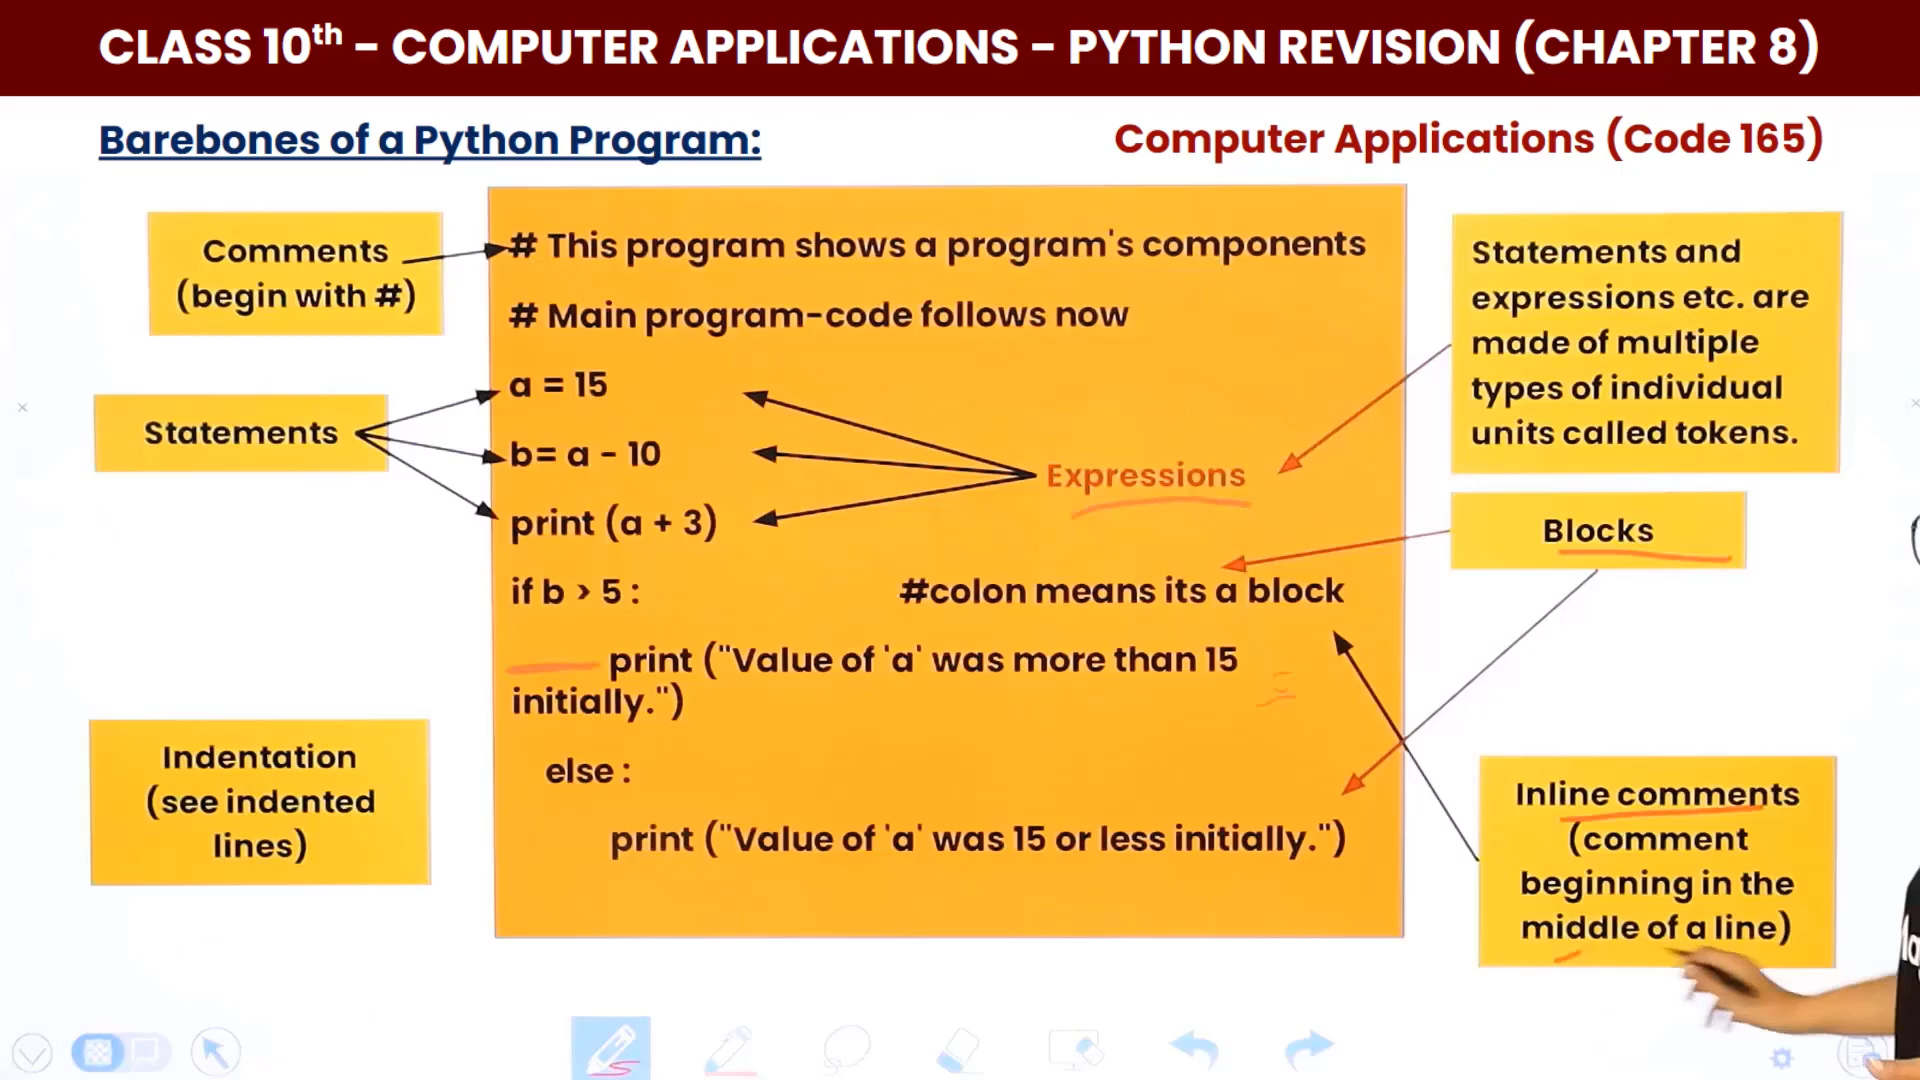 CLASS 10th – COMPUTER APPLICATIONS – PYTHON REVISION (CHAPTER 8)
Barebones of a Python Program:
Computer Applications (Code 165)
Comments
(begin with #)
Statements
Indentation
(see indented
lines)
# This program shows a program's components
# Main program-code follows now
a = 15
b= a - 10
print (a + 3)
Expressions
if b > 5 :
#colon means its a block
print ("Value of 'a' was more than 15
initially.")
else :
print ("Value of 'a' was 15 or less initially.")
Statements and
expressions etc. are
made of multiple
types of individual
units called tokens.
Blocks
Inline comments
(comment
beginning in the
middle of a line)